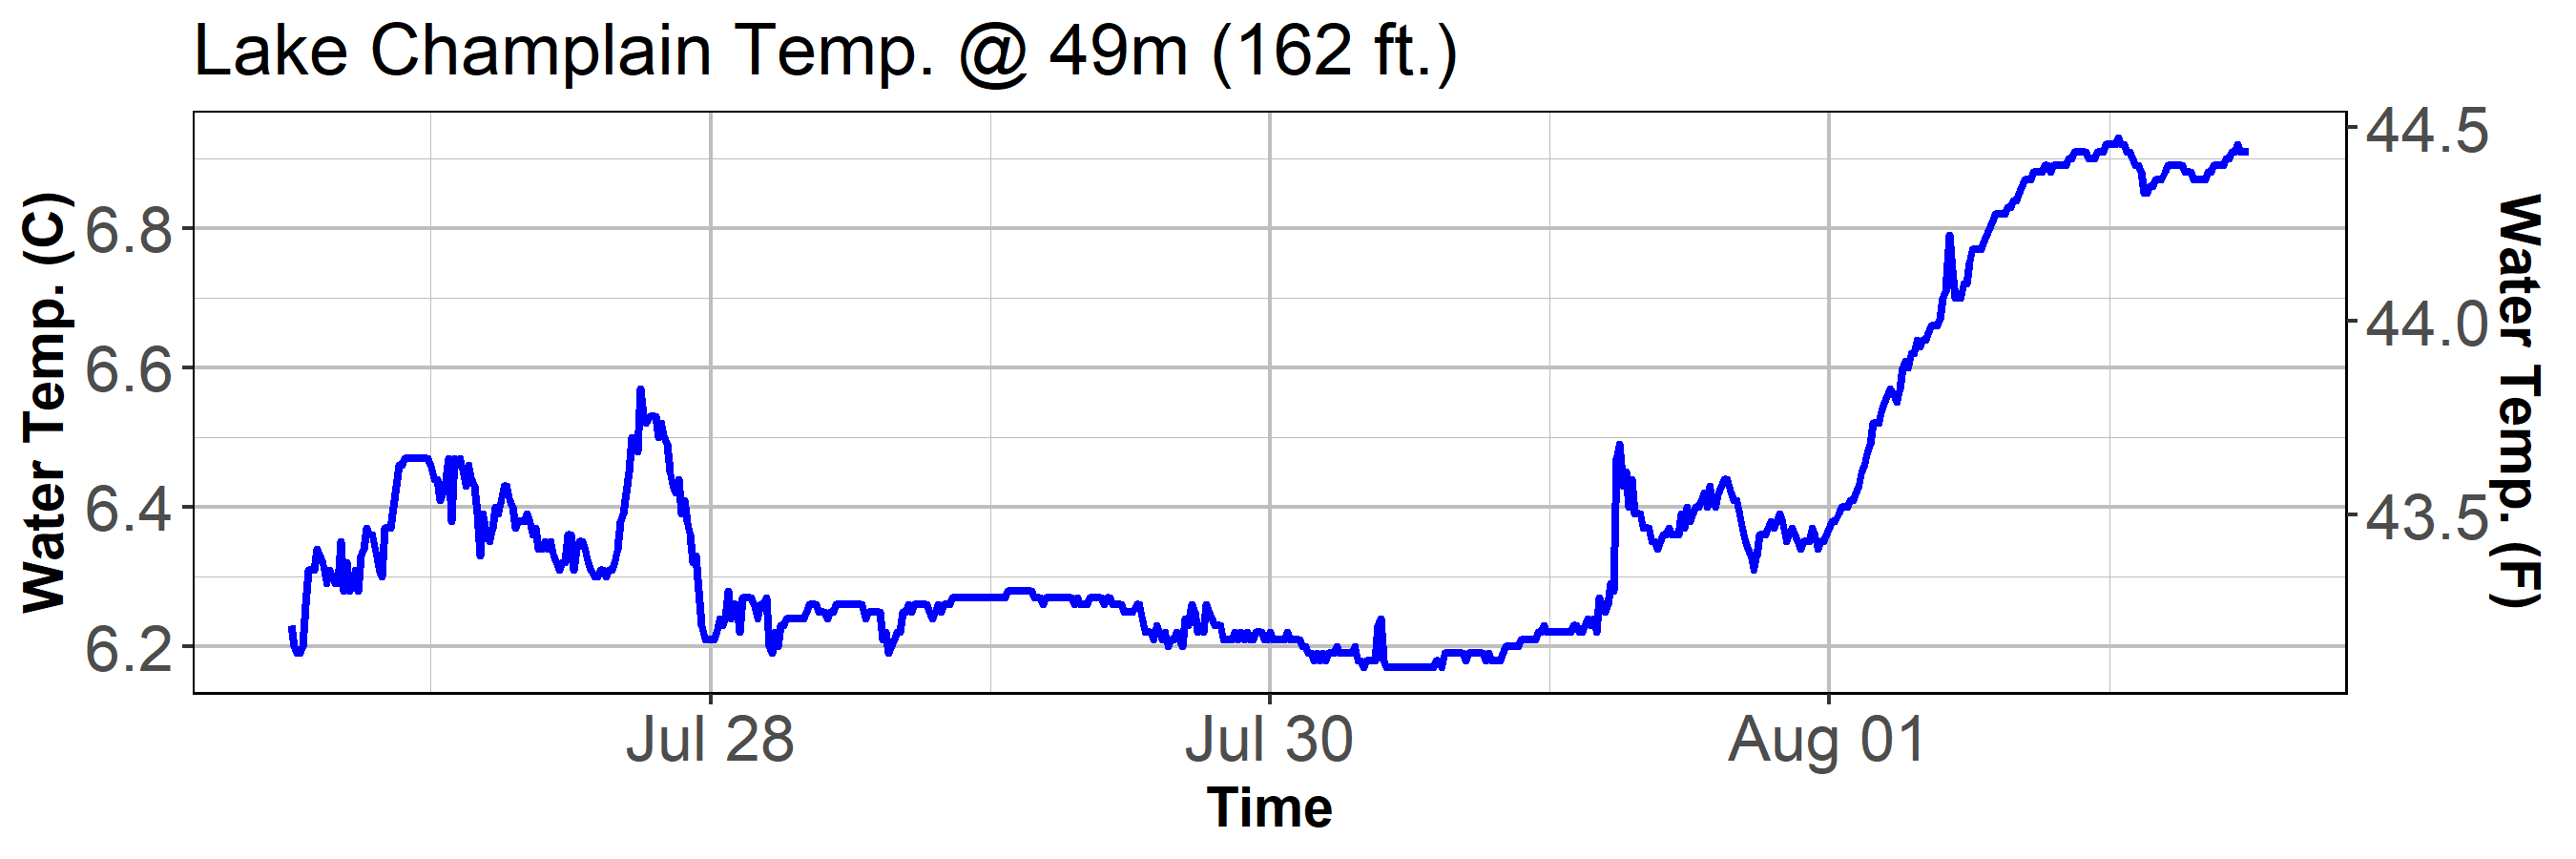 Lake Champlain Temp. @ 49m (162 ft.)
Water Temp. (C)
6.8
6.6
6.4
6.2
44.5
44.0
43.5
Water Temp. (F)
Jul 28 Jul 30 Aug 01
Time